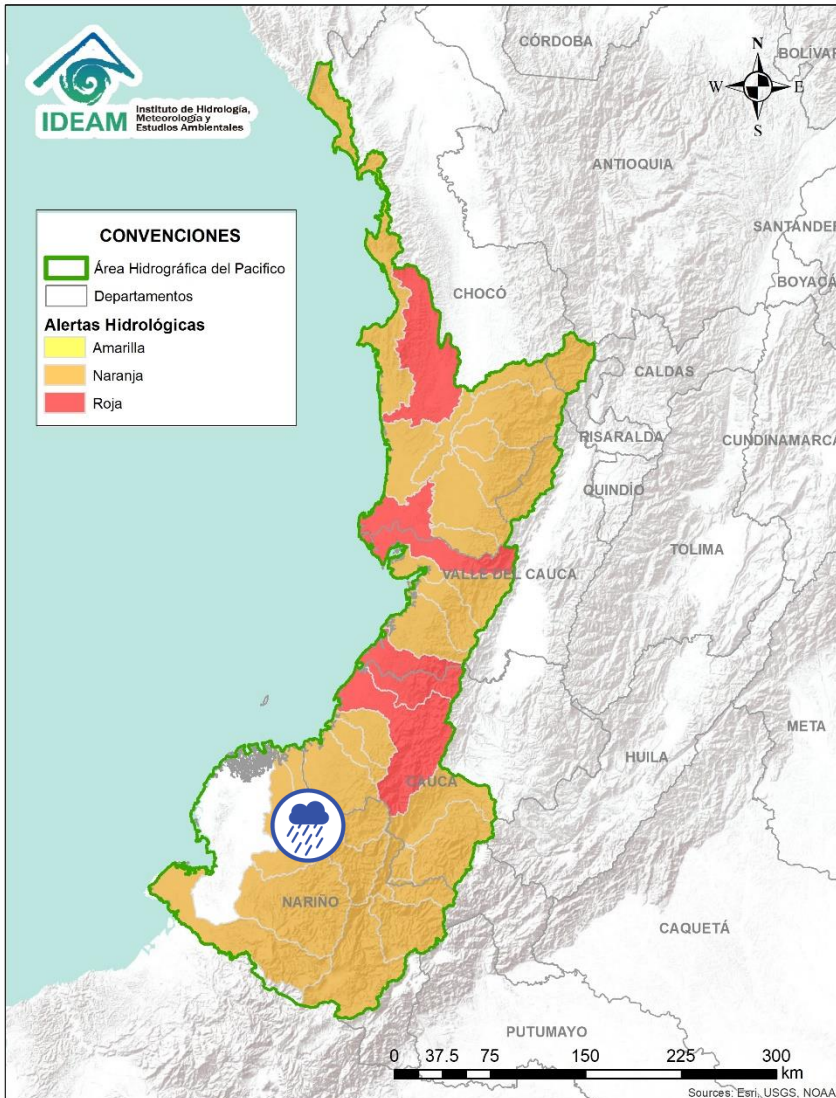 IDEAM
Instituto de Hidrología,
Meteorología y
Estudios Ambientales
CÓRDOBA
BOLÍVAR
N
W
E
S
ANTIOQUIA
SANTANDER
BOYACÁ
CONVENCIONES
Área Hidrográfica del Pacifico
Departamentos
Alertas Hidrológicas
Amarilla
Naranja
Roja
CHOCÓ
CALDAS
RISARALDA
CUNDINAMARCA
QUINDÍO
TOLIMA
VALLE DEL CAUCA
META
HUILA
CAUCA
NARIÑO
CAQUETÁ
PUTUMAYO
0 37.5 75 150 225 300
km
Sources: Esri, USGS, NOAA